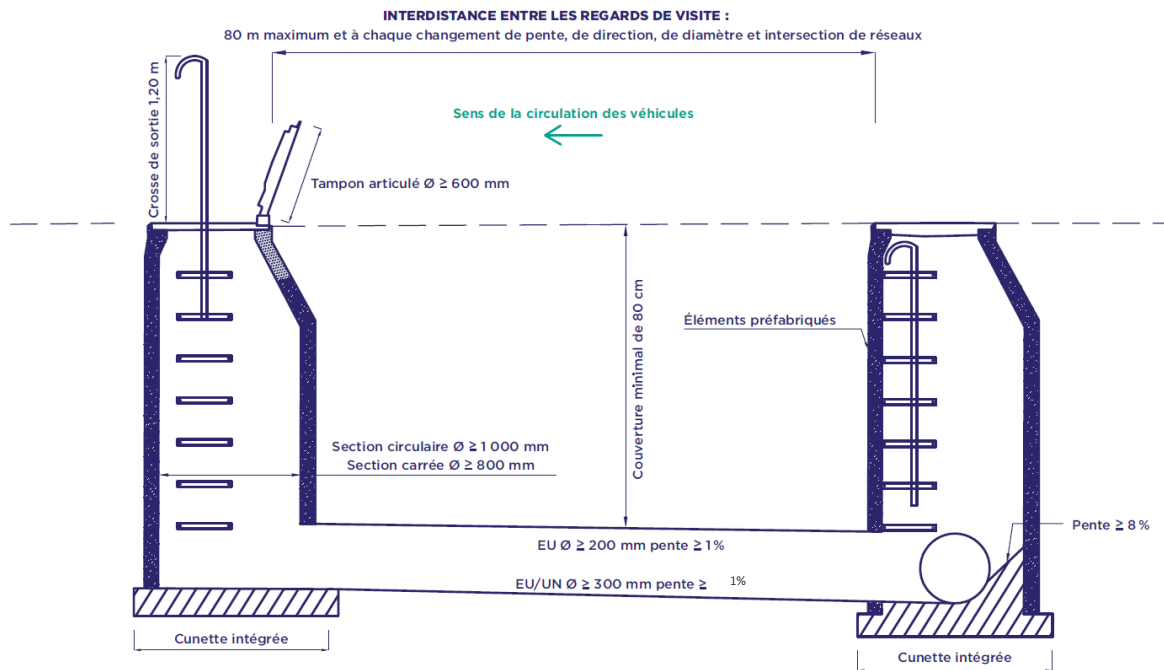 INTERDISTANCE ENTRE LES REGARDS DE VISITE :
80 m maximum et à chaque changement de pente, de direction, de diamètre et intersection de réseaux
Crosse de sortie 1,20 m
Sens de la circulation des véhicules
Tampon articulé Ø ≥ 600 mm
Couverture minimal de 80 cm
Éléments préfabriqués
Section circulaire Ø ≥ 1 000 mm
Section carrée Ø ≥ 800 mm
Pente ≥ 8 %
EU Ø ≥ 200 mm pente ≥ 1 %
EU/UN Ø ≥ 300 mm pente ≥ 1%
Cunette intégrée
Cunette intégrée